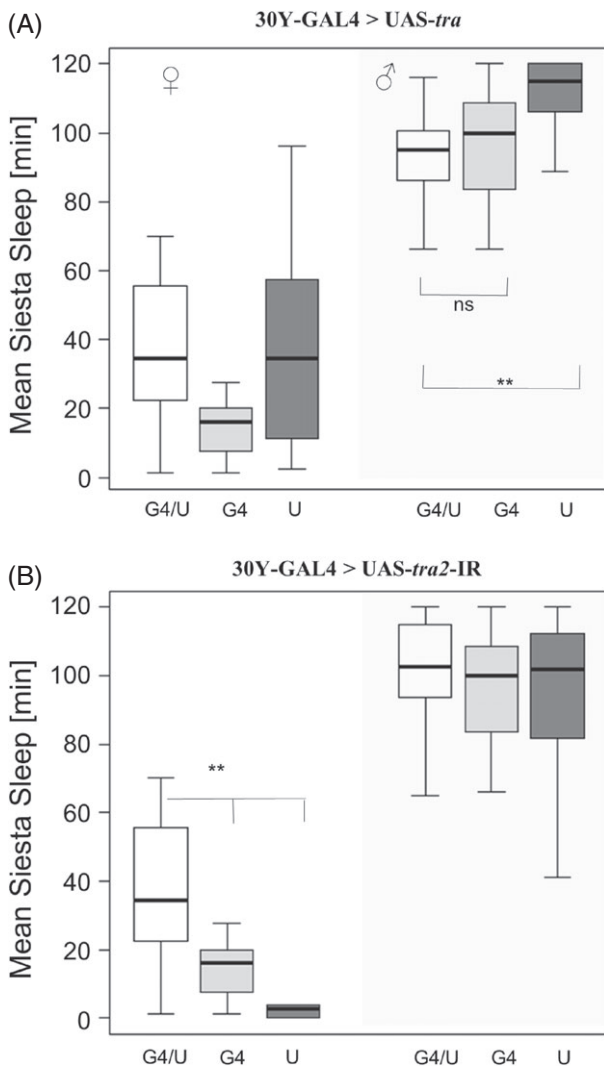 (A)
30Y-GAL4 > UAS-tra
Mean Siesta Sleep [min]
120
100
80
60
40
20
0
♀
♂
ns
**
G4/U G4 U G4/U G4 U
(B)
30Y-GAL4 > UAS-tra2-IR
Mean Siesta Sleep [min]
120
100
80
60
40
20
0
**
G4/U G4 U G4/U G4 U